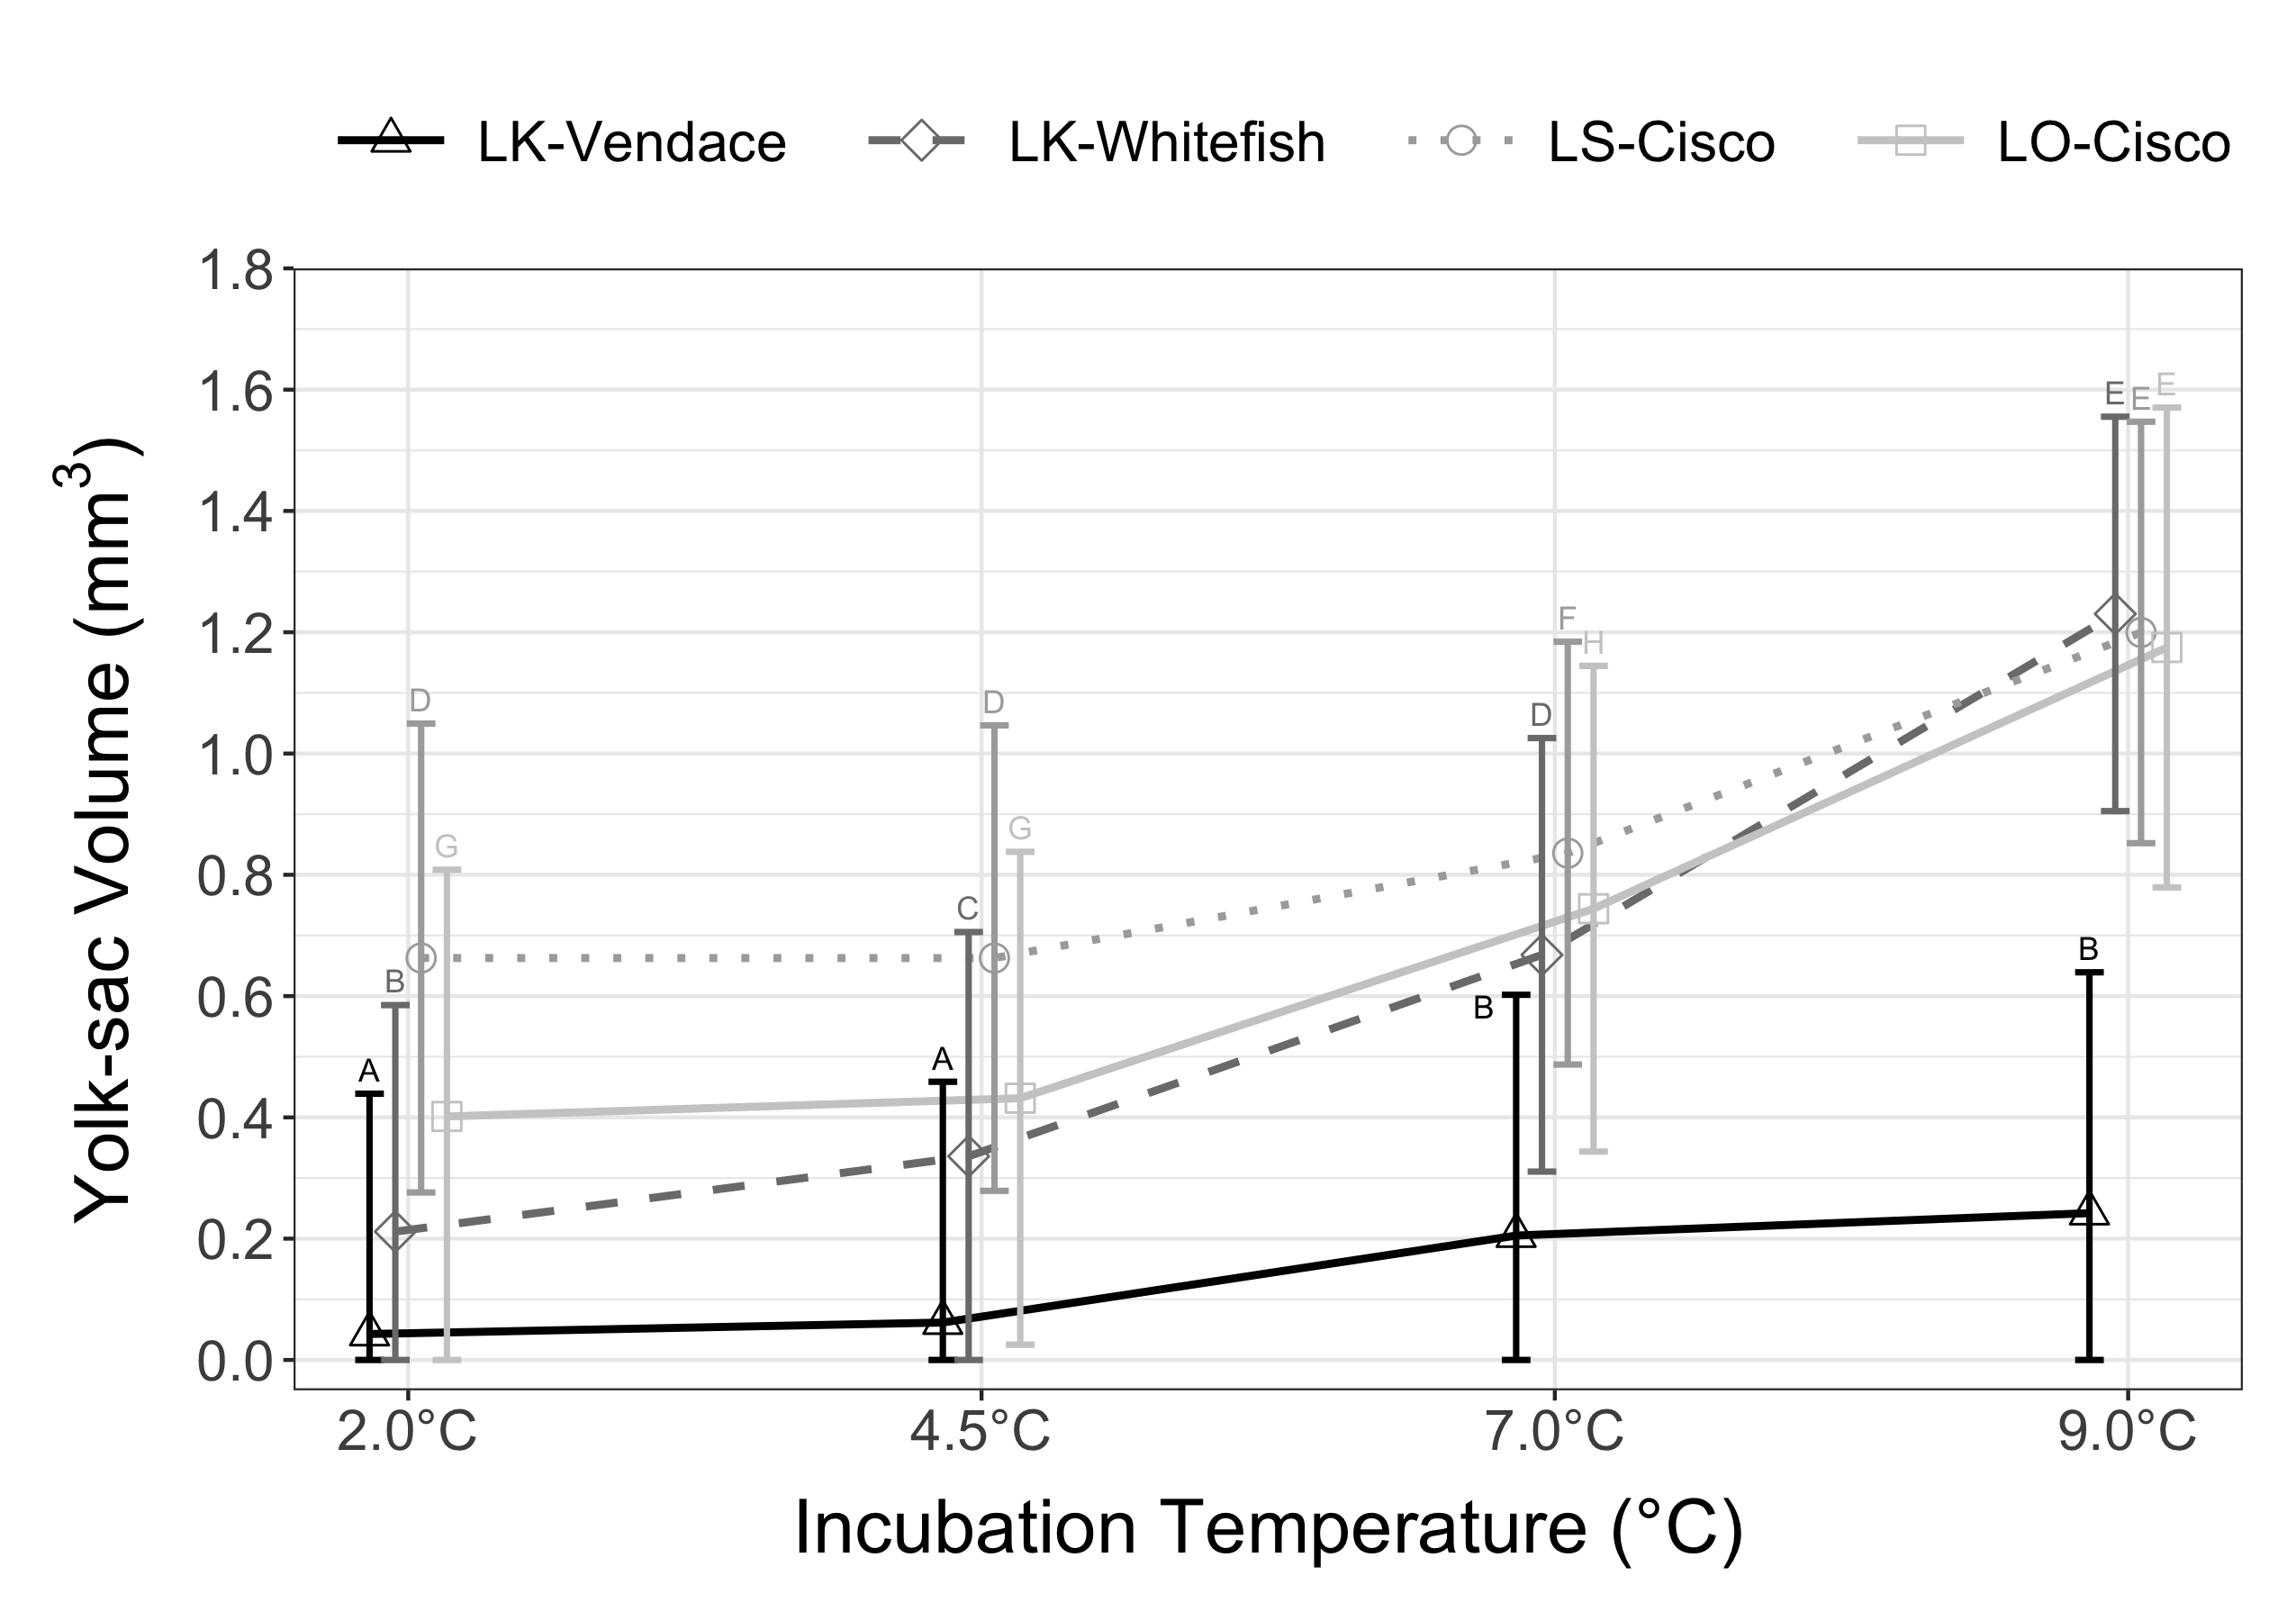 LK-Vendace LK-Whitefish LS-Cisco LO-Cisco
Yolk-sac Volume (mm³)
1.8
1.6
1.4
1.2
1.0
0.8
0.6
0.4
0.2
0.0
A B D G
A C D G
B D F H
B E E E
2.0°C 4.5°C 7.0°C 9.0°C
Incubation Temperature (°C)